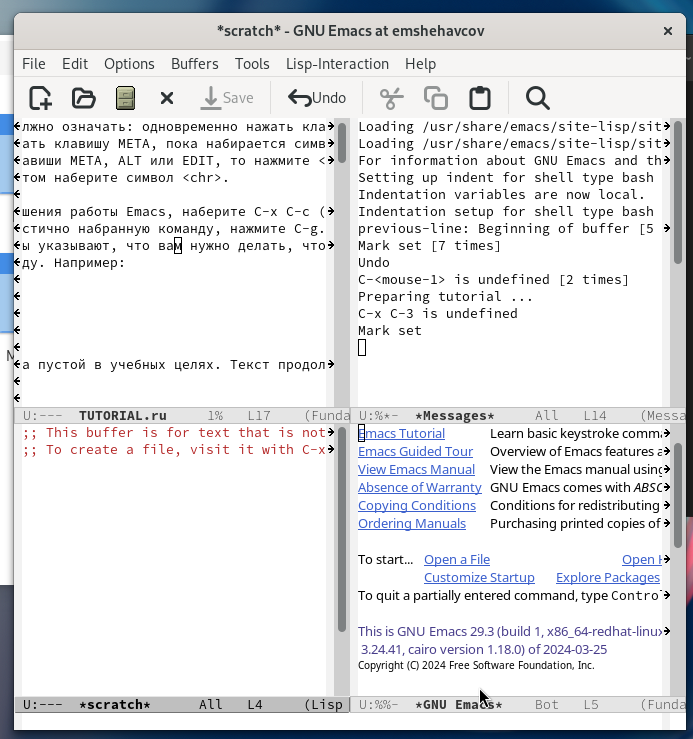 *scratch* - GNU Emacs at emshehavcov
File Edit Options Buffers Tools Lisp-Interaction Help
Save Undo
лжно означать: одновременно нажать кла
ать клавишу META, пока набирается симв
авиши META, ALT или EDIT, то нажмите <
том наберите символ <chr>.
шения работы Emacs, наберите C-x C-c (
стично набранную команду, нажмите C-g.
ы указывают, что вам нужно делать, что
ду. Например:
а пустой в учебных целях. Текст продол
U:--- TUTORIAL.ru 1% L17 (Funda
Loading /usr/share/emacs/site-lisp/sit
Loading /usr/share/emacs/site-lisp/sit
For information about GNU Emacs and th
Setting up indent for shell type bash
Indentation variables are now local.
Indentation setup for shell type bash
previous-line: Beginning of buffer [5
Mark set [7 times]
Undo
C-<mouse-1> is undefined [2 times]
Preparing tutorial ...
C-x C-3 is undefined
Mark set
U:%*- *Messages* All L14 (Messa
;; This buffer is for text that is not
;; To create a file, visit it with C-x
U:--- *scratch* All L4 (Lisp
Emacs Tutorial Learn basic keystroke comm
Emacs Guided Tour Overview of Emacs features a
View Emacs Manual View the Emacs manual using
Absence of Warranty GNU Emacs comes with ABSO
Copying Conditions Conditions for redistributing
Ordering Manuals Purchasing printed copies of
To start... Open a File Open H
Customize Startup Explore Packages
To quit a partially entered command, type Contro
This is GNU Emacs 29.3 (build 1, x86_64-redhat-linux
3.24.41, cairo version 1.18.0) of 2024-03-25
Copyright (C) 2024 Free Software Foundation, Inc.
U:%%- *GNU Emacs* Bot L5 (Funda